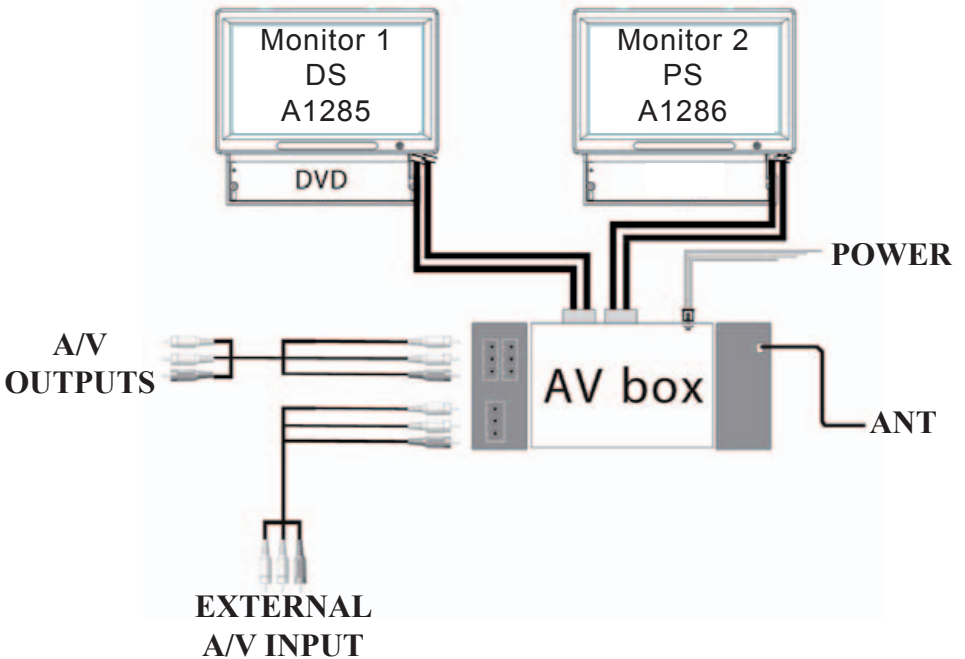 Monitor 1
DS
A1285
Monitor 2
PS
A1286
DVD
POWER
A/V
OUTPUTS
AV box
ANT
EXTERNAL
A/V INPUT